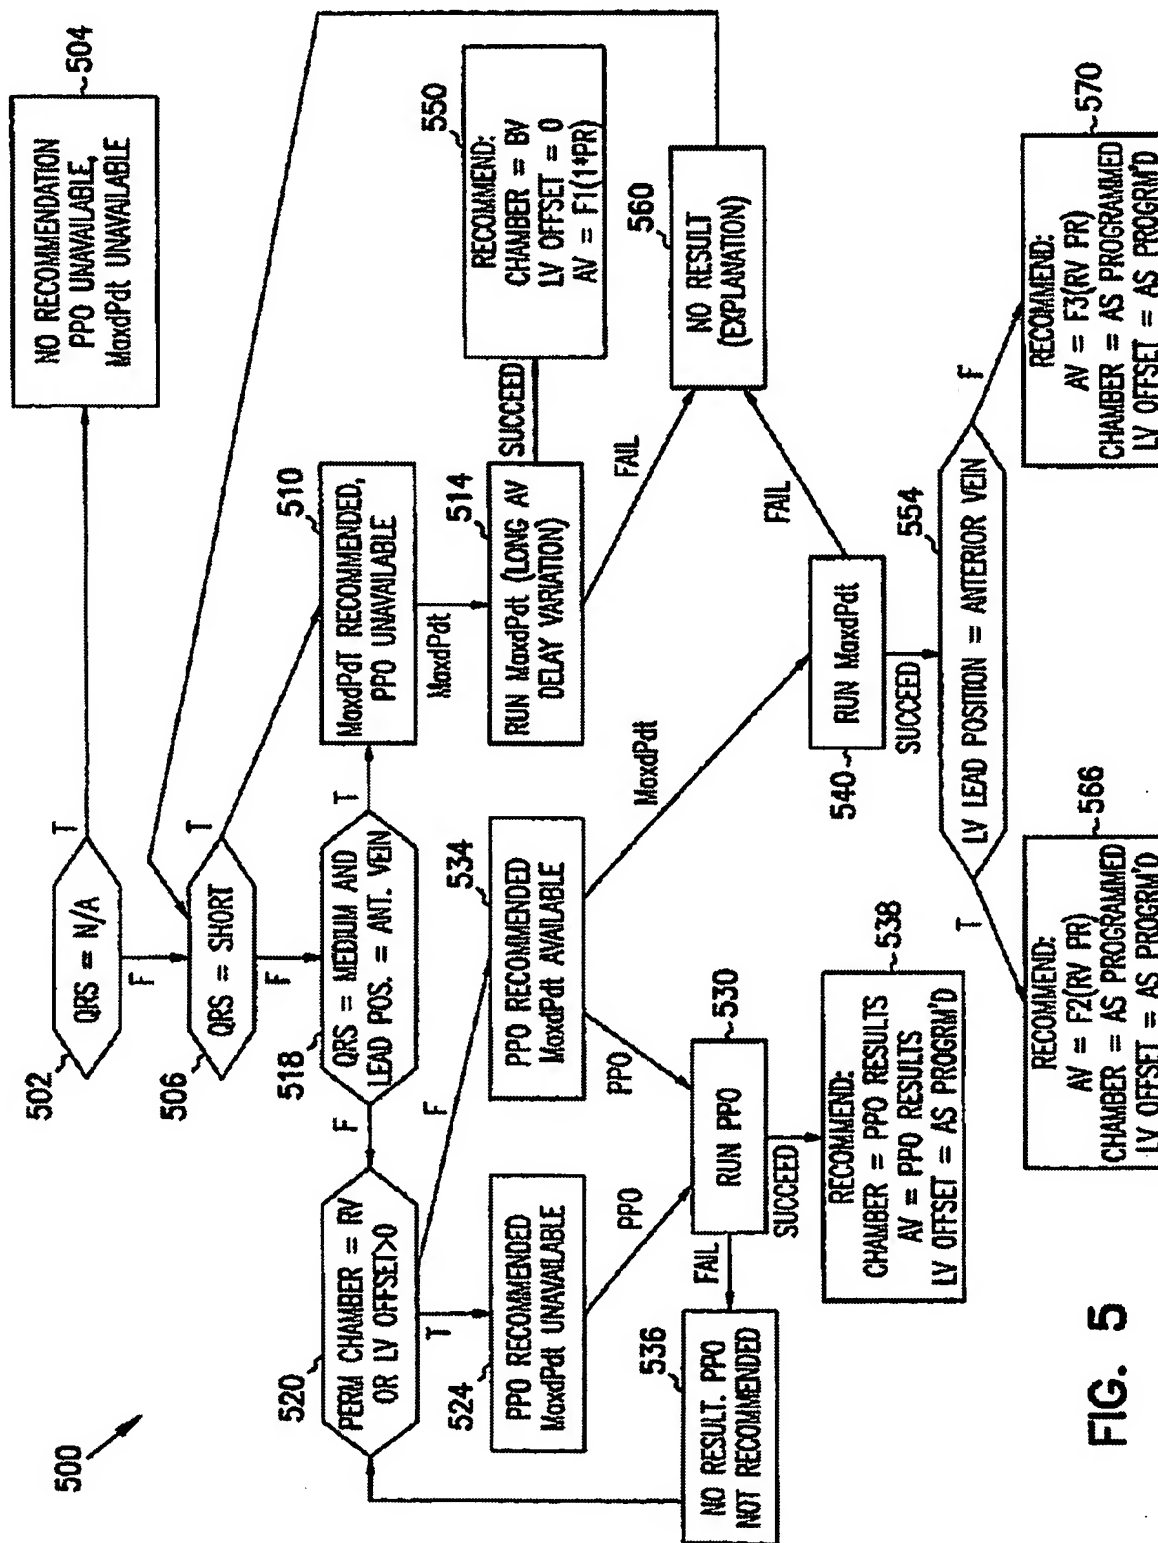 500
502
QRS = N/A
T
F
504
NO RECOMMENDATION
PPO UNAVAILABLE,
MaxdPdt UNAVAILABLE
506
QRS = SHORT
T
F
518
QRS = MEDIUM AND
LEAD POS. = ANT. VEIN
T
F
510
MaxdPdT RECOMMENDED,
PPO UNAVAILABLE
MaxdPdt
514
RUN MaxdPdt (LONG AV
DELAY VARIATION)
SUCCEED
FAIL
550
RECOMMEND:
CHAMBER = BV
LV OFFSET = 0
AV = F1(1*PR)
560
NO RESULT
(EXPLANATION)
520
PERM CHAMBER = RV
OR LV OFFSET>0
T
F
524
PPO RECOMMENDED
MaxdPdt UNAVAILABLE
PPO
534
PPO RECOMMENDED
MaxdPdt AVAILABLE
PPO
MaxdPdt
530
RUN PPO
FAIL
SUCCEED
536
NO RESULT. PPO
NOT RECOMMENDED
538
RECOMMEND:
CHAMBER = PPO RESULTS
AV = PPO RESULTS
LV OFFSET = AS PROGRM'D
540
RUN MaxdPdt
FAIL
SUCCEED
554
LV LEAD POSITION = ANTERIOR VEIN
T
F
566
RECOMMEND:
AV = F2(RV PR)
CHAMBER = AS PROGRAMMED
LV OFFSET = AS PROGRM'D
570
RECOMMEND:
AV = F3(RV PR)
CHAMBER = AS PROGRAMMED
LV OFFSET = AS PROGRM'D
FIG. 5